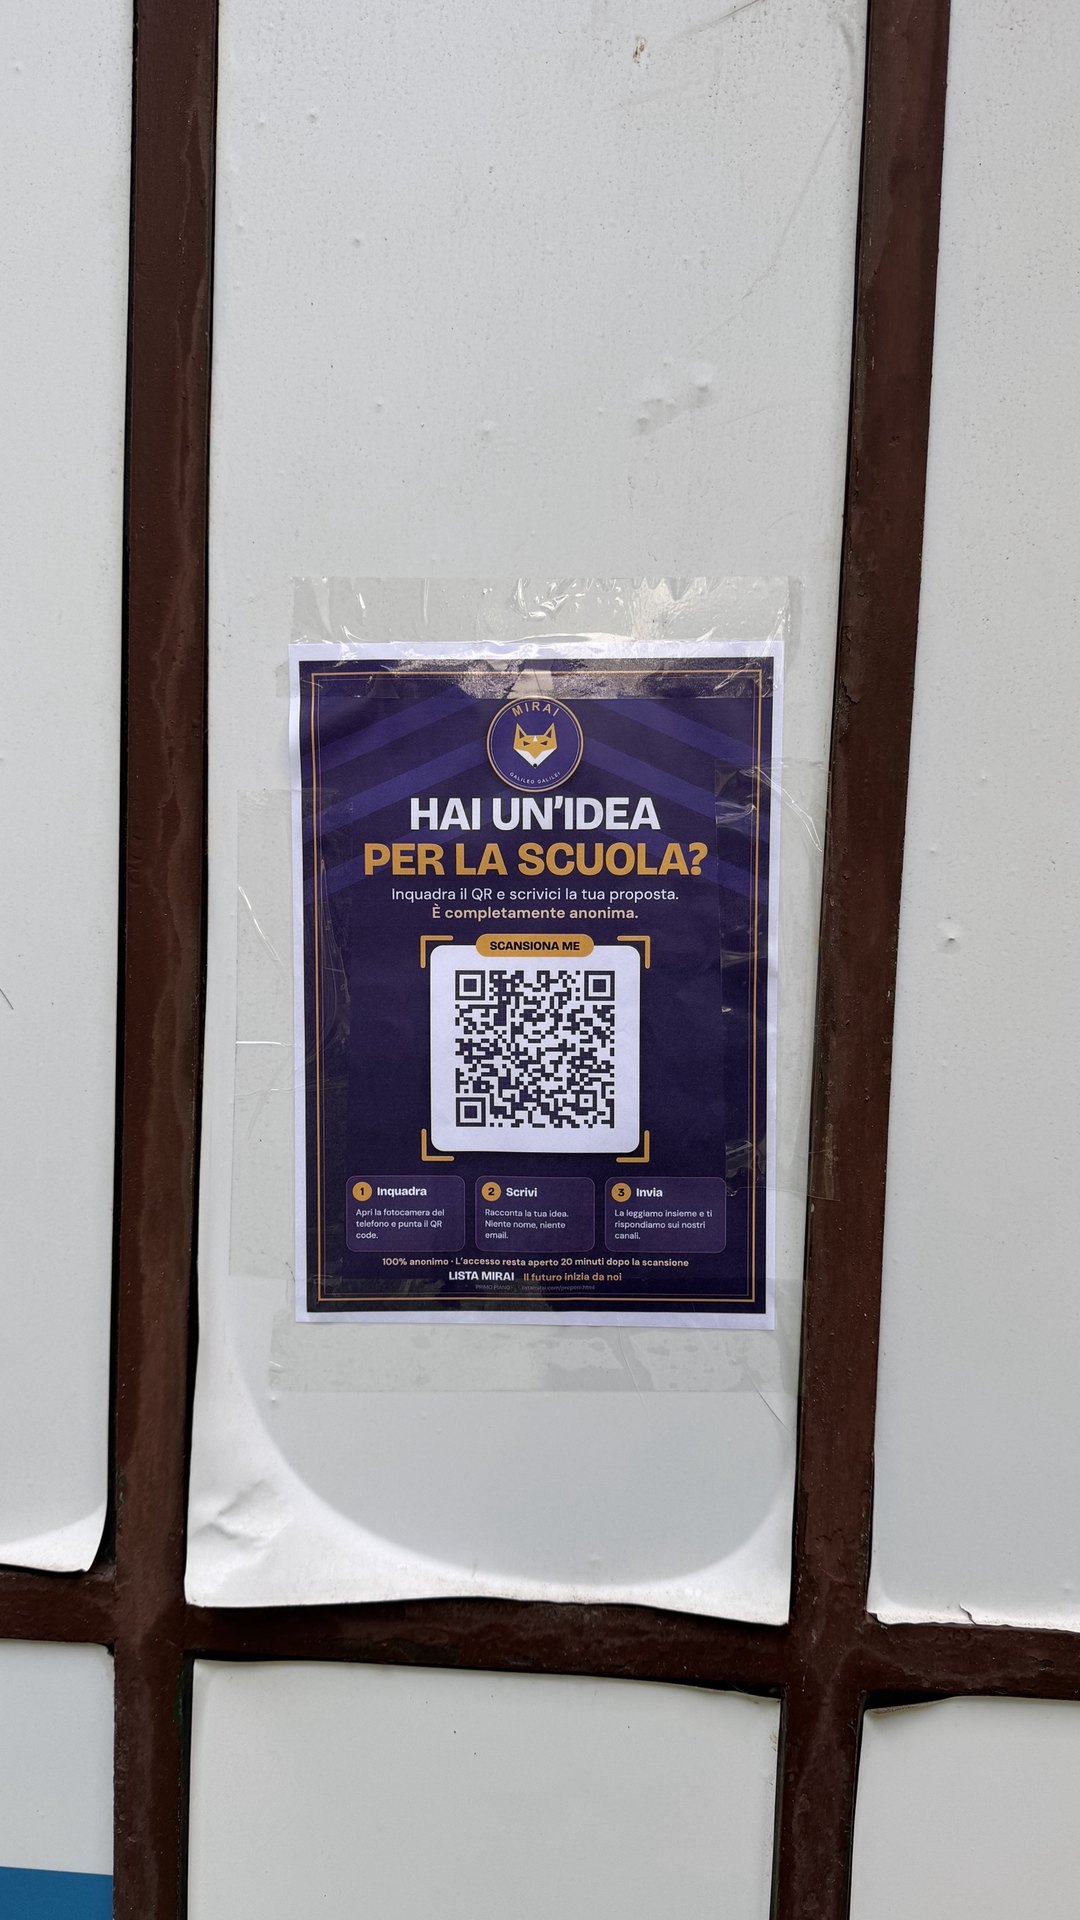 MIRAI
GALILEO GALILEI
HAI UN'IDEA
PER LA SCUOLA?
Inquadra il QR e scrivici la tua proposta.
È completamente anonima.
SCANSIONA ME
1 Inquadra
Apri la fotocamera del
telefono e punta il QR
code.
2 Scrivi
Racconta la tua idea.
Niente nome, niente
email.
3 Invia
La leggiamo insieme e ti
rispondiamo sui nostri
canali.
100% anonimo · L'accesso resta aperto 20 minuti dopo la scansione
LISTA MIRAI Il futuro inizia da noi
PRIMO PIANO